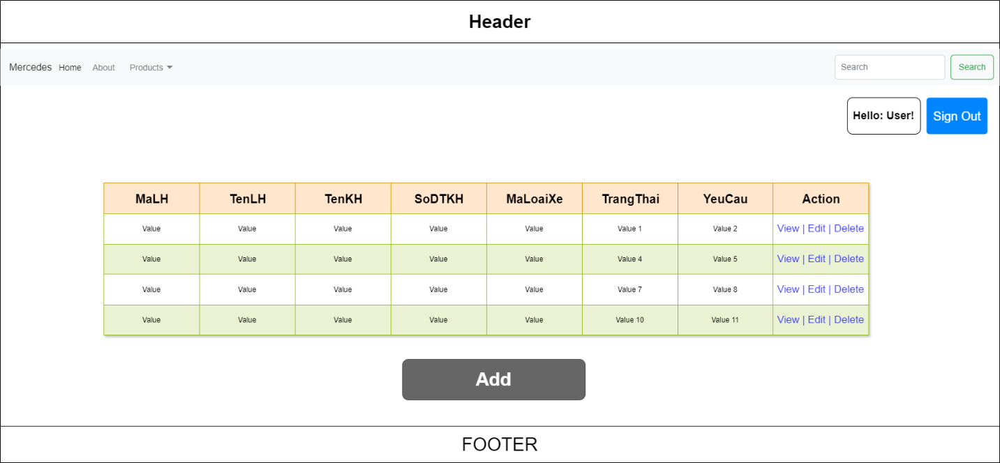 Header
Mercedes Home About Products Search Search
Hello: User! Sign Out
MaLH TenLH TenKH SoDTKH MaLoaiXe TrangThai YeuCau Action
Value Value Value Value Value Value 1 Value 2 View | Edit | Delete
Value Value Value Value Value Value 4 Value 5 View | Edit | Delete
Value Value Value Value Value Value 7 Value 8 View | Edit | Delete
Value Value Value Value Value Value 10 Value 11 View | Edit | Delete
Add
FOOTER